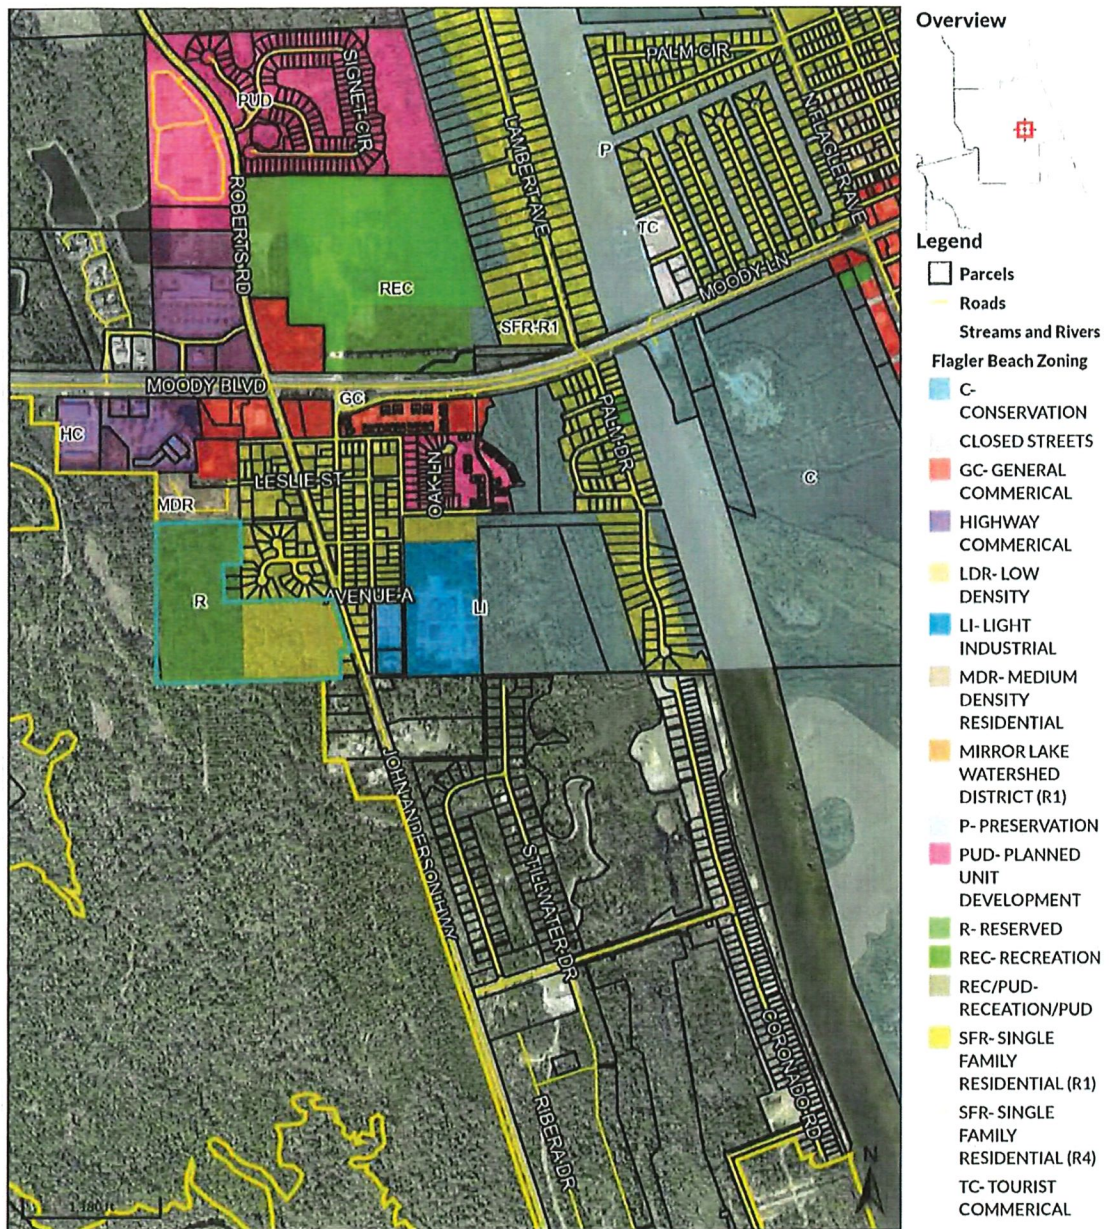 PALM-CIR
SIGNET-CIR
PUD
N-FLAGLER-AVE
LAMBERT-AVE
P
ROBERTS-RD
TC
MOODY-LN
REC
SFR-R1
MOODY BLVD
GC
HC
PALM-DR
LESLIE-ST
OAK-LN
MDR
C
R
AVENUE-A
LI
JOHN-ANDERSON-HWY
STILLWATER-DR
CORONADO-RD
RIBERA-DR
N
1,180 ft
Overview
Legend
Parcels
Roads
Streams and Rivers
Flagler Beach Zoning
C-
CONSERVATION
CLOSED STREETS
GC- GENERAL
COMMERICAL
HIGHWAY
COMMERICAL
LDR- LOW
DENSITY
LI- LIGHT
INDUSTRIAL
MDR- MEDIUM
DENSITY
RESIDENTIAL
MIRROR LAKE
WATERSHED
DISTRICT (R1)
P- PRESERVATION
PUD- PLANNED
UNIT
DEVELOPMENT
R- RESERVED
REC- RECREATION
REC/PUD-
RECEATION/PUD
SFR- SINGLE
FAMILY
RESIDENTIAL (R1)
SFR- SINGLE
FAMILY
RESIDENTIAL (R4)
TC- TOURIST
COMMERICAL